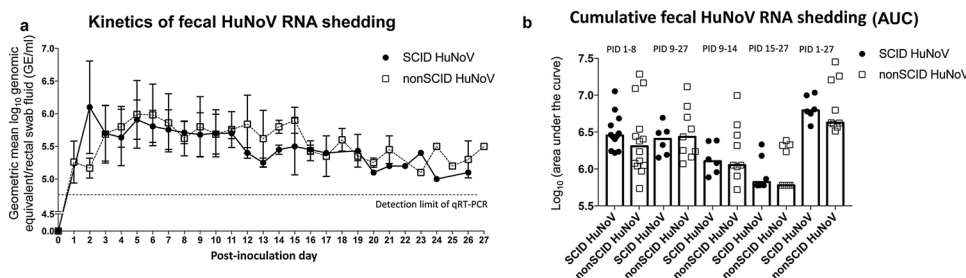 a
Kinetics of fecal HuNoV RNA shedding
Geometric mean log10 genomic
equivalent/rectal swab fluid (GE/ml)
7.0
6.5
6.0
5.5
5.0
4.5
0.0
SCID HuNoV
nonSCID HuNoV
Detection limit of qRT-PCR
0 1 2 3 4 5 6 7 8 9 10 11 12 13 14 15 16 17 18 19 20 21 22 23 24 25 26 27
Post-inoculation day
b
Cumulative fecal HuNoV RNA shedding (AUC)
PID 1-8 PID 9-27 PID 9-14 PID 15-27 PID 1-27
SCID HuNoV
nonSCID HuNoV
Log10 (area under the curve)
7.5
7.0
6.5
6.0
5.5
SCID HuNoV
nonSCID HuNoV
SCID HuNoV
nonSCID HuNoV
SCID HuNoV
nonSCID HuNoV
SCID HuNoV
nonSCID HuNoV
SCID HuNoV
nonSCID HuNoV